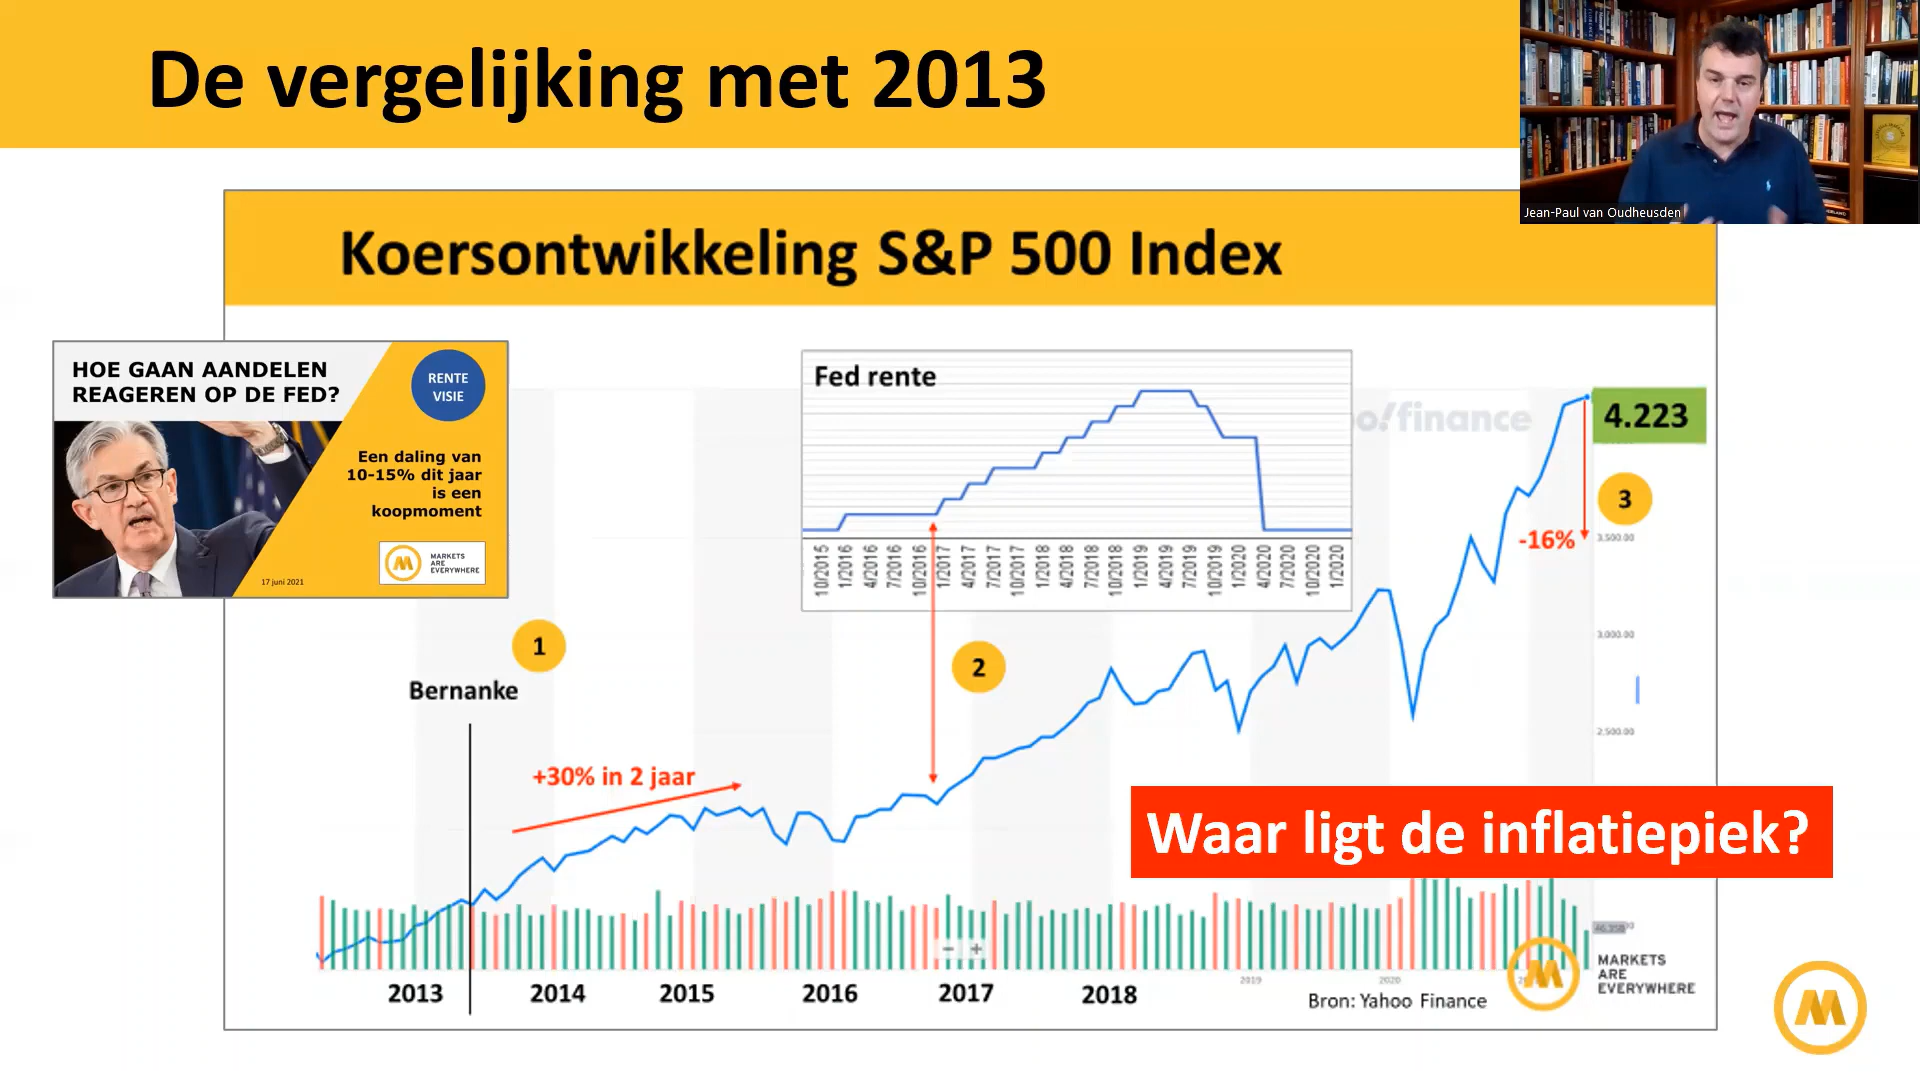 De vergelijking met 2013
Jean-Paul van Oudheusden
Koersontwikkeling S&P 500 Index
HOE GAAN AANDELEN
REAGEREN OP DE FED?
RENTE
VISIE
Een daling van
10-15% dit jaar
is een
koopmoment
17 juni 2021
MARKETS
ARE
EVERYWHERE
Fed rente
10/2015
1/2016
4/2016
7/2016
10/2016
1/2017
4/2017
7/2017
10/2017
1/2018
4/2018
7/2018
10/2018
1/2019
4/2019
7/2019
10/2019
1/2020
4/2020
7/2020
10/2020
1/2020
o!finance
4.223
3
-16%
3.500.00
3,000.00
2,500.00
1
Bernanke
2
+30% in 2 jaar
Waar ligt de inflatiepiek?
− +
2013
2014
2015
2016
2017
2018
2019
2020
Bron: Yahoo Finance
MARKETS
ARE
EVERYWHERE